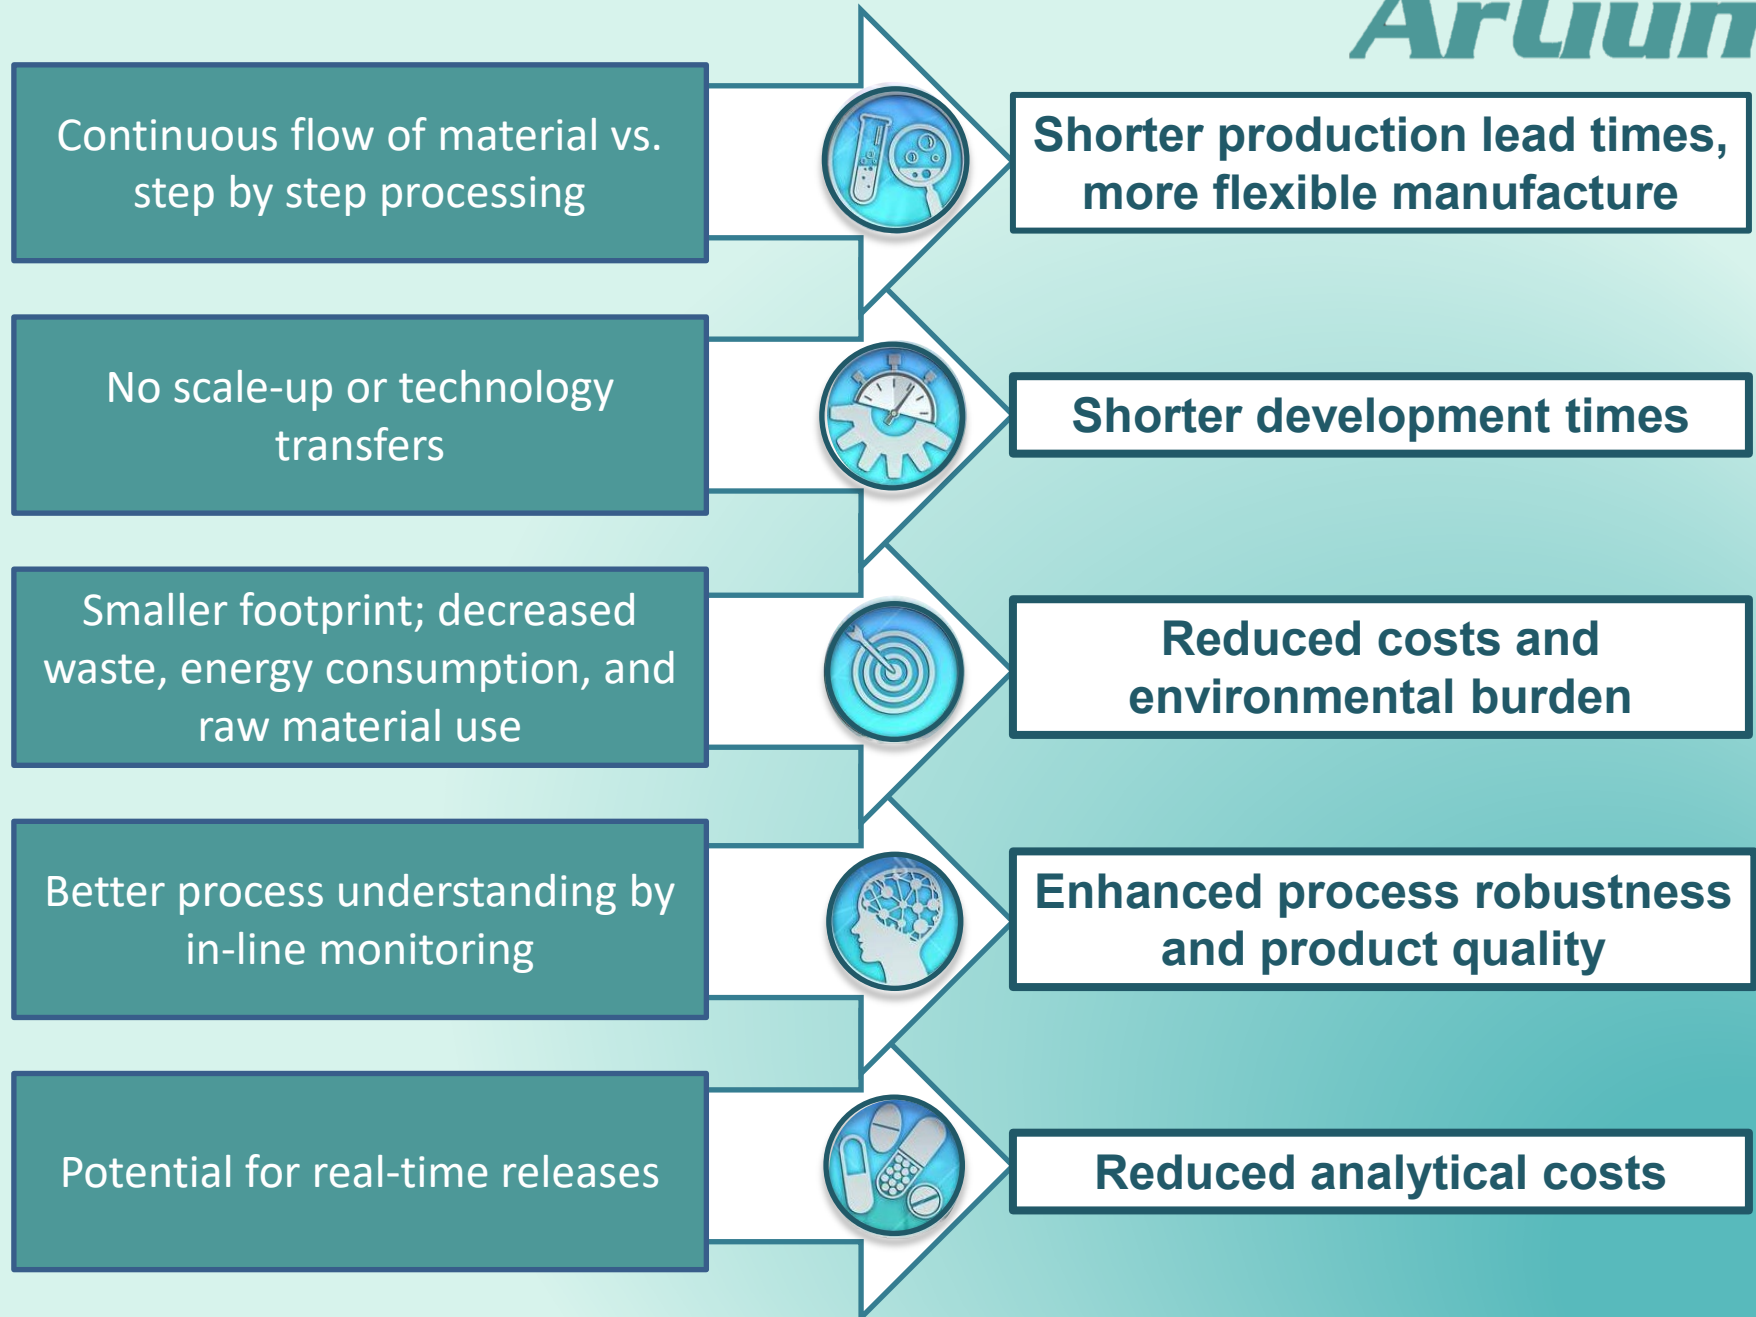 Continuous flow of material vs.
step by step processing
Shorter production lead times,
more flexible manufacture
No scale-up or technology
transfers
Shorter development times
Smaller footprint; decreased
waste, energy consumption, and
raw material use
Reduced costs and
environmental burden
Better process understanding by
in-line monitoring
Enhanced process robustness
and product quality
Potential for real-time releases
Reduced analytical costs